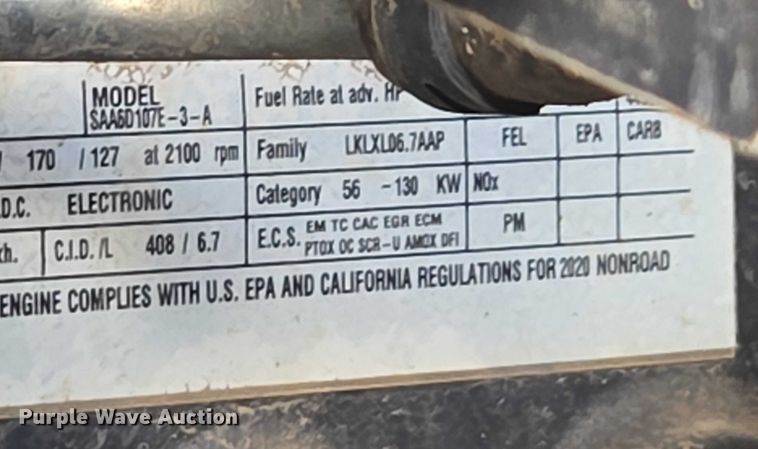 MODEL
SAA6D107E-3-A
Fuel Rate at adv. HP
170 / 127 at 2100 rpm
Family LKLXL06.7AAP
FEL EPA CARB
D.C. ELECTRONIC
Category 56 -130 KW
NOx
ch. C.I.D. /L 408 / 6.7
E.C.S. EM TC CAC EGR ECM
PTOX OC SCR-U AMOX DFI
PM
ENGINE COMPLIES WITH U.S. EPA AND CALIFORNIA REGULATIONS FOR 2020 NONROAD
Purple Wave Auction